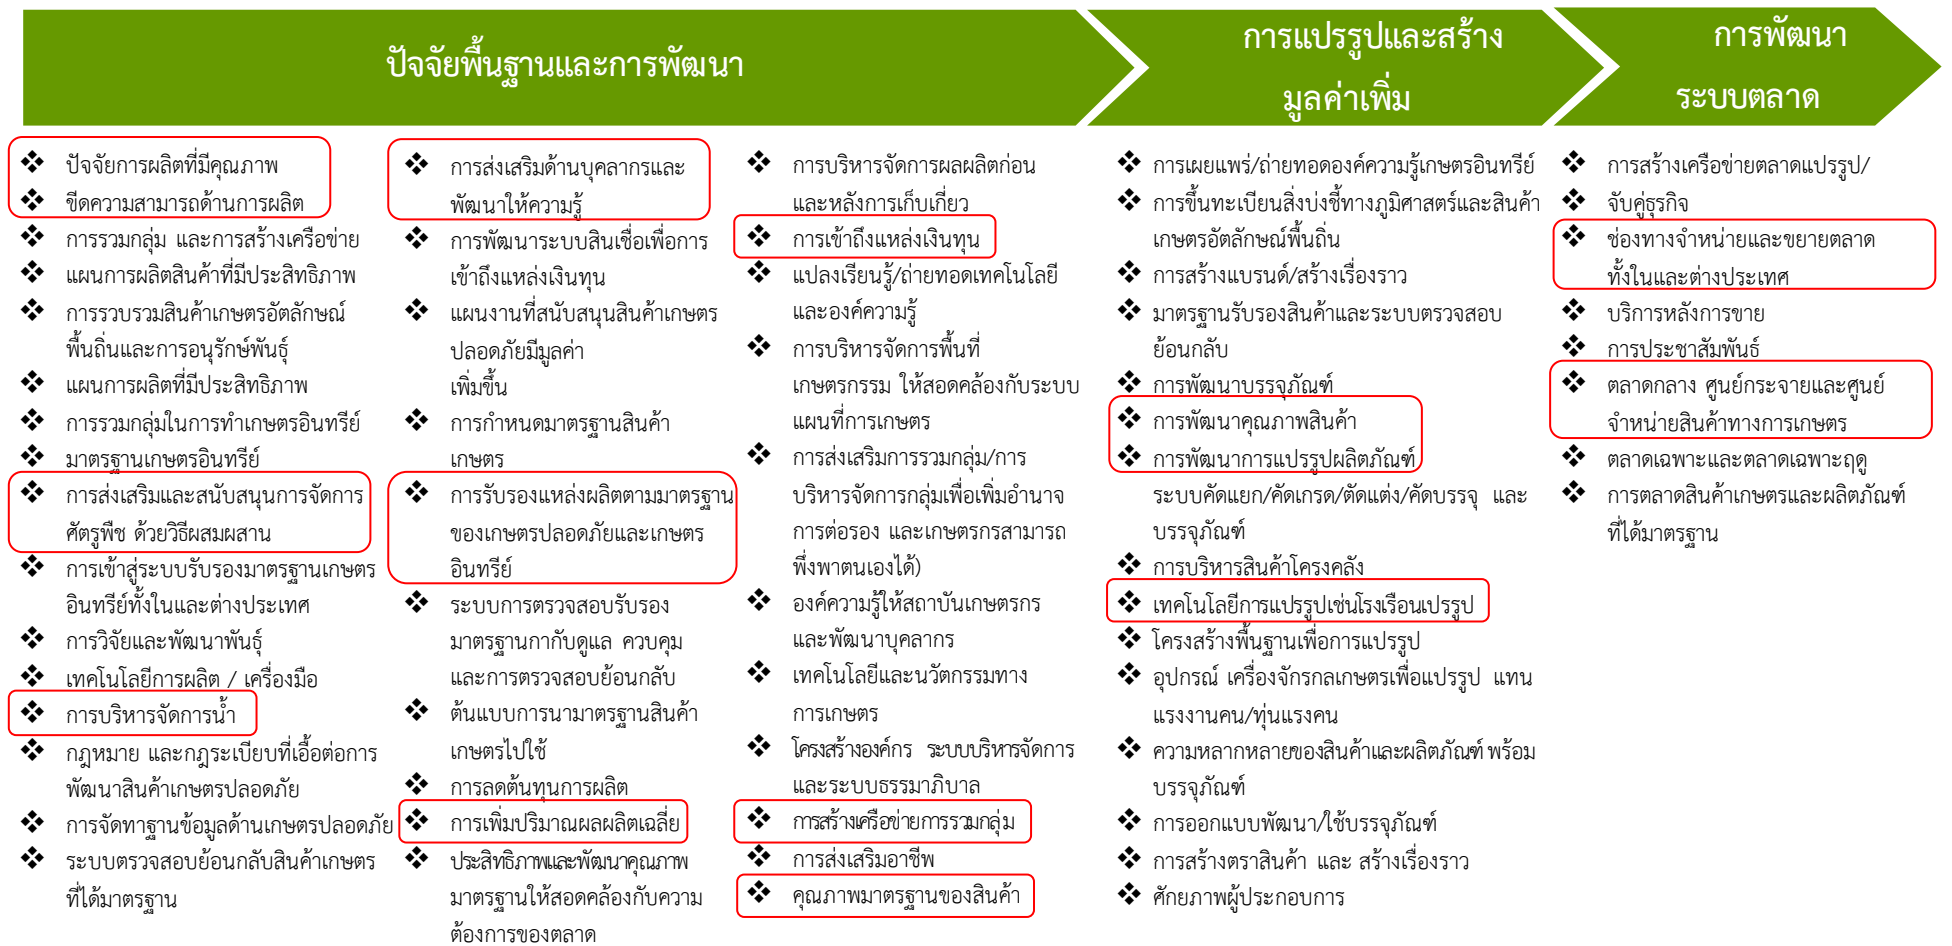 ปัจจัยพื้นฐานและการพัฒนา
การแปรรูปและสร้าง
มูลค่าเพิ่ม
การพัฒนา
ระบบตลาด
❖ ปัจจัยการผลิตที่มีคุณภาพ
❖ ขีดความสามารถด้านการผลิต
❖ การรวมกลุ่ม และการสร้างเครือข่าย
❖ แผนการผลิตสินค้าที่มีประสิทธิภาพ
❖ การรวบรวมสินค้าเกษตรอัตลักษณ์
พื้นถิ่นและการอนุรักษ์พันธุ์
❖ แผนการผลิตที่มีประสิทธิภาพ
❖ การรวมกลุ่มในการทำเกษตรอินทรีย์
❖ มาตรฐานเกษตรอินทรีย์
❖ การส่งเสริมและสนับสนุนการจัดการ
ศัตรูพืช ด้วยวิธีผสมผสาน
❖ การเข้าสู่ระบบรับรองมาตรฐานเกษตร
อินทรีย์ทั้งในและต่างประเทศ
❖ การวิจัยและพัฒนาพันธุ์
❖ เทคโนโลยีการผลิต / เครื่องมือ
❖ การบริหารจัดการน้ำ
❖ กฎหมาย และกฎระเบียบที่เอื้อต่อการ
พัฒนาสินค้าเกษตรปลอดภัย
❖ การจัดทาฐานข้อมูลด้านเกษตรปลอดภัย
❖ ระบบตรวจสอบย้อนกลับสินค้าเกษตร
ที่ได้มาตรฐาน
❖ การส่งเสริมด้านบุคลากรและ
พัฒนาให้ความรู้
❖ การพัฒนาระบบสินเชื่อเพื่อการ
เข้าถึงแหล่งเงินทุน
❖ แผนงานที่สนับสนุนสินค้าเกษตร
ปลอดภัยมีมูลค่า
เพิ่มขึ้น
❖ การกำหนดมาตรฐานสินค้า
เกษตร
❖ การรับรองแหล่งผลิตตามมาตรฐาน
ของเกษตรปลอดภัยและเกษตร
อินทรีย์
❖ ระบบการตรวจสอบรับรอง
มาตรฐานกากับดูแล ควบคุม
และการตรวจสอบย้อนกลับ
❖ ต้นแบบการนามาตรฐานสินค้า
เกษตรไปใช้
❖ การลดต้นทุนการผลิต
❖ การเพิ่มปริมาณผลผลิตเฉลี่ย
❖ ประสิทธิภาพและพัฒนาคุณภาพ
มาตรฐานให้สอดคล้องกับความ
ต้องการของตลาด
❖ การบริหารจัดการผลผลิตก่อน
และหลังการเก็บเกี่ยว
❖ การเข้าถึงแหล่งเงินทุน
❖ แปลงเรียนรู้/ถ่ายทอดเทคโนโลยี
และองค์ความรู้
❖ การบริหารจัดการพื้นที่
เกษตรกรรม ให้สอดคล้องกับระบบ
แผนที่การเกษตร
❖ การส่งเสริมการรวมกลุ่ม/การ
บริหารจัดการกลุ่มเพื่อเพิ่มอำนาจ
การต่อรอง และเกษตรกรสามารถ
พึ่งพาตนเองได้)
❖ องค์ความรู้ให้สถาบันเกษตรกร
และพัฒนาบุคลากร
❖ เทคโนโลยีและนวัตกรรมทาง
การเกษตร
❖ โครงสร้างองค์กร ระบบบริหารจัดการ
และระบบธรรมาภิบาล
❖ การสร้างเครือข่ายการรวมกลุ่ม
❖ การส่งเสริมอาชีพ
❖ คุณภาพมาตรฐานของสินค้า
❖ การเผยแพร่/ถ่ายทอดองค์ความรู้เกษตรอินทรีย์
❖ การขึ้นทะเบียนสิ่งบ่งชี้ทางภูมิศาสตร์และสินค้า
เกษตรอัตลักษณ์พื้นถิ่น
❖ การสร้างแบรนด์/สร้างเรื่องราว
❖ มาตรฐานรับรองสินค้าและระบบตรวจสอบ
ย้อนกลับ
❖ การพัฒนาบรรจุภัณฑ์
❖ การพัฒนาคุณภาพสินค้า
❖ การพัฒนาการแปรรูปผลิตภัณฑ์
ระบบคัดแยก/คัดเกรด/ตัดแต่ง/คัดบรรจุ และ
บรรจุภัณฑ์
❖ การบริหารสินค้าโครงคลัง
❖ เทคโนโลยีการแปรรูปเช่นโรงเรือนเปรรูป
❖ โครงสร้างพื้นฐานเพื่อการแปรรูป
❖ อุปกรณ์ เครื่องจักรกลเกษตรเพื่อแปรรูป แทน
แรงงานคน/ทุ่นแรงคน
❖ ความหลากหลายของสินค้าและผลิตภัณฑ์ พร้อม
บรรจุภัณฑ์
❖ การออกแบบพัฒนา/ใช้บรรจุภัณฑ์
❖ การสร้างตราสินค้า และ สร้างเรื่องราว
❖ ศักยภาพผู้ประกอบการ
❖ การสร้างเครือข่ายตลาดแปรรูป/
❖ จับคู่ธุรกิจ
❖ ช่องทางจำหน่ายและขยายตลาด
ทั้งในและต่างประเทศ
❖ บริการหลังการขาย
❖ การประชาสัมพันธ์
❖ ตลาดกลาง ศูนย์กระจายและศูนย์
จำหน่ายสินค้าทางการเกษตร
❖ ตลาดเฉพาะและตลาดเฉพาะฤดู
❖ การตลาดสินค้าเกษตรและผลิตภัณฑ์
ที่ได้มาตรฐาน